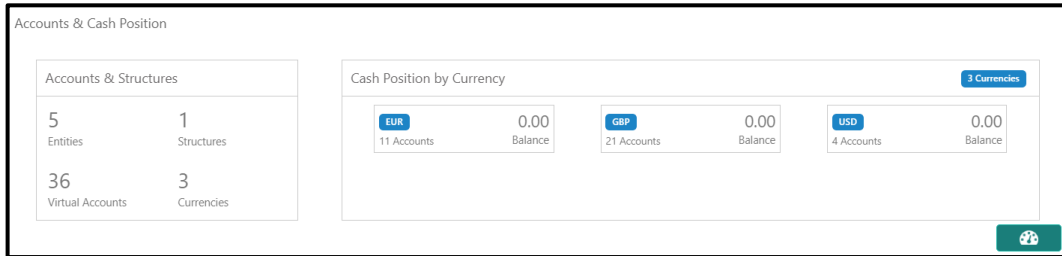 Accounts & Cash Position
Accounts & Structures
5
1
Entities
Structures
36
3
Virtual Accounts
Currencies
Cash Position by Currency
3 Currencies
EUR
0.00
11 Accounts
Balance
GBP
0.00
21 Accounts
Balance
USD
0.00
4 Accounts
Balance